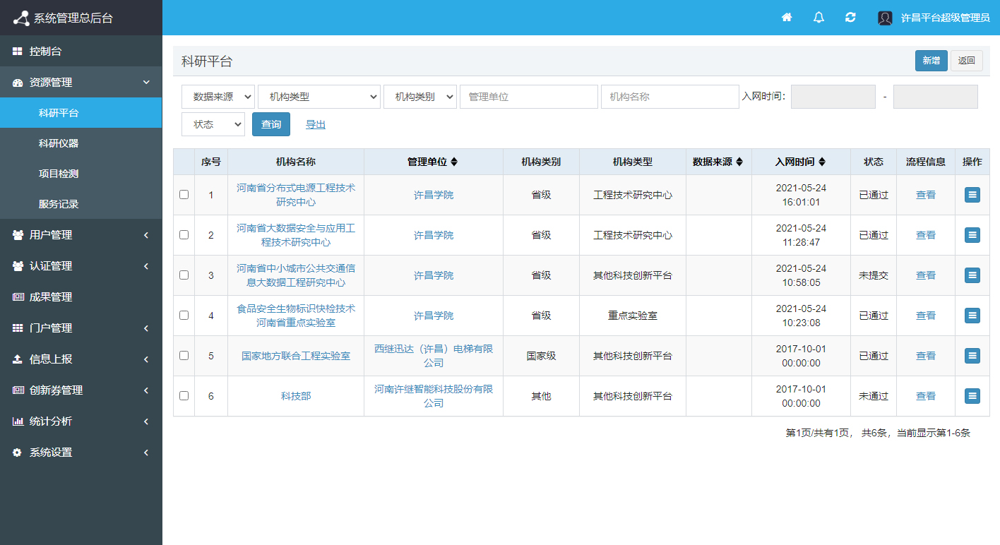 系统管理总后台
许昌平台超级管理员
控制台
资源管理
科研平台
科研仪器
项目检测
服务记录
用户管理
认证管理
成果管理
门户管理
信息上报
创新券管理
统计分析
系统设置
科研平台 新增 返回
数据来源 机构类型 机构类别 管理单位 机构名称 入网时间： -
状态 查询 导出
序号 机构名称 管理单位 机构类别 机构类型 数据来源 入网时间 状态 流程信息 操作
1 河南省分布式电源工程技术研究中心 许昌学院 省级 工程技术研究中心 2021-05-24 16:01:01 已通过 查看
2 河南省大数据安全与应用工程技术研究中心 许昌学院 省级 工程技术研究中心 2021-05-24 11:28:47 已通过 查看
3 河南省中小城市公共交通信息大数据工程研究中心 许昌学院 省级 其他科技创新平台 2021-05-24 10:58:05 未提交 查看
4 食品安全生物标识快检技术河南省重点实验室 许昌学院 省级 重点实验室 2021-05-24 10:23:08 已通过 查看
5 国家地方联合工程实验室 西继迅达（许昌）电梯有限公司 国家级 其他科技创新平台 2017-10-01 00:00:00 已通过 查看
6 科技部 河南许继智能科技股份有限公司 其他 其他科技创新平台 2017-10-01 00:00:00 未通过 查看
第1页/共有1页， 共6条，当前显示第1-6条